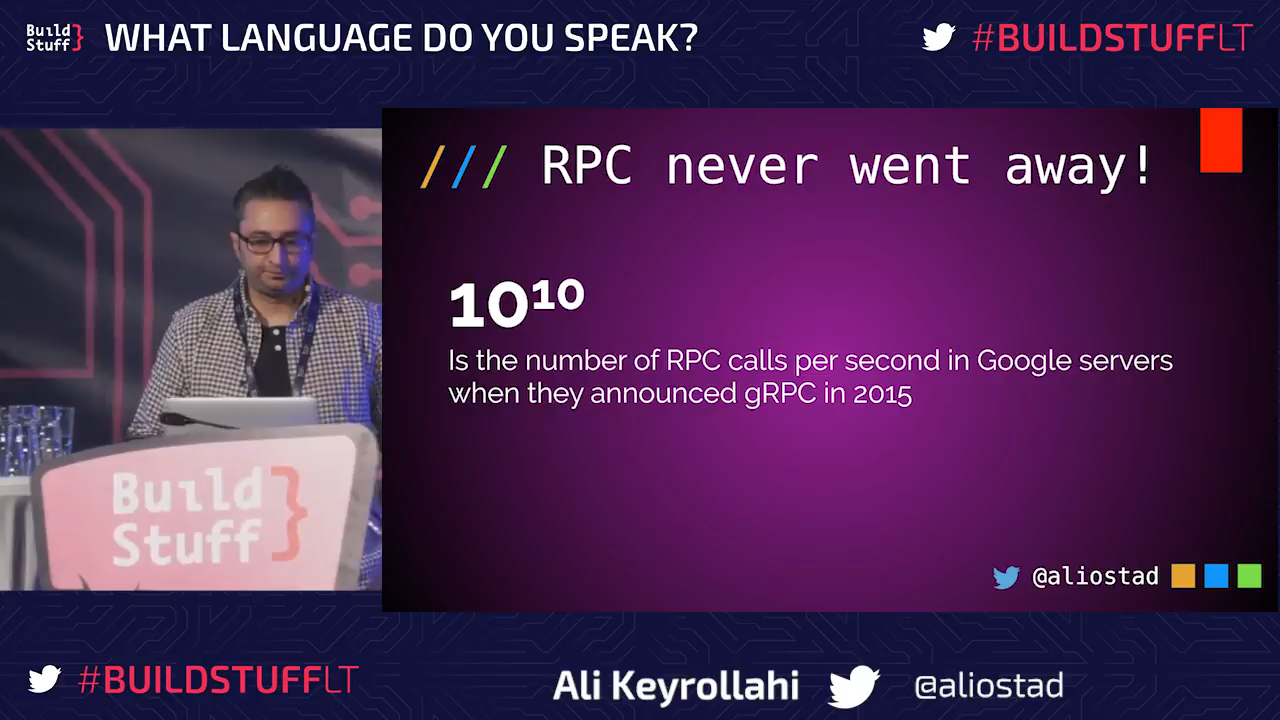 Build
Stuff}
WHAT LANGUAGE DO YOU SPEAK?
#BUILDSTUFFLT
/// RPC never went away!
10¹⁰
Is the number of RPC calls per second in Google servers
when they announced gRPC in 2015
@aliostad
Build
Stuff}
#BUILDSTUFFLT
Ali Keyrollahi
@aliostad